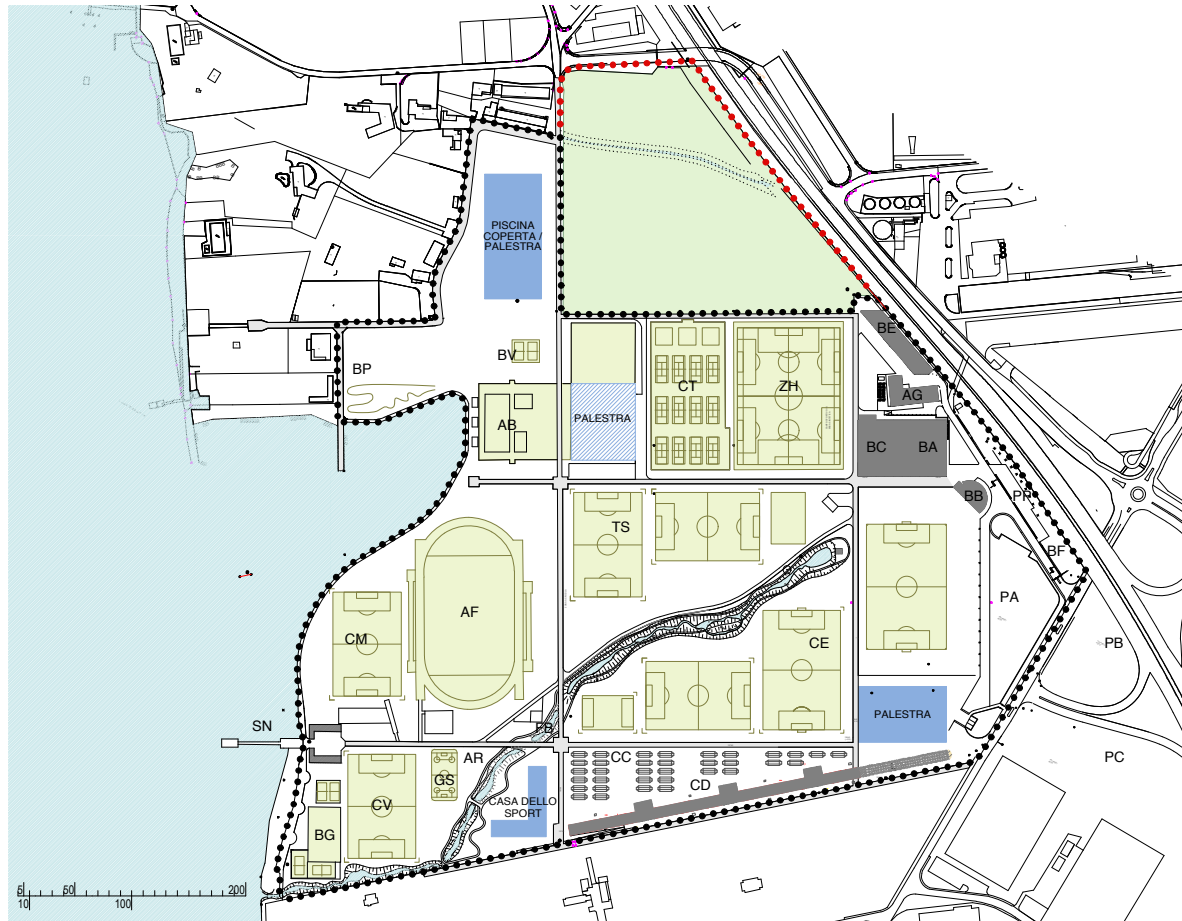 PISCINA
COPERTA /
PALESTRA
BE
BV
BP
CT
ZH
AG
AB
PALESTRA
BC
BA
BB
PP
TS
BF
PA
AF
CM
CE
PB
PALESTRA
SN
FB
AR
CC
PC
GS
CD
CV
CASA DELLO
SPORT
BG
5
50
200
10
100